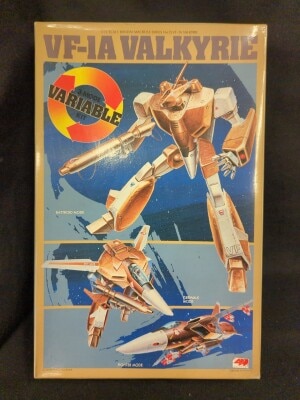 VF-1A VALKYRIE
VARIABLE
BATTROID MODE
GERWALK
MODE
FIGHTER MODE